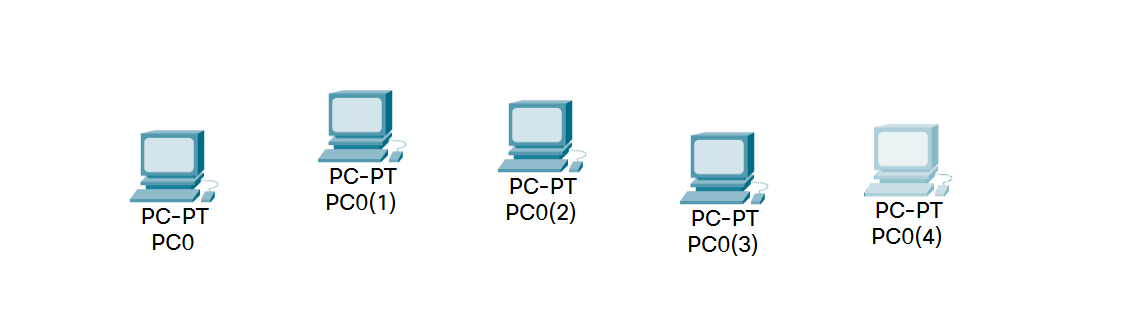 PC-PT
PC0
PC-PT
PC0(1)
PC-PT
PC0(2)
PC-PT
PC0(3)
PC-PT
PC0(4)